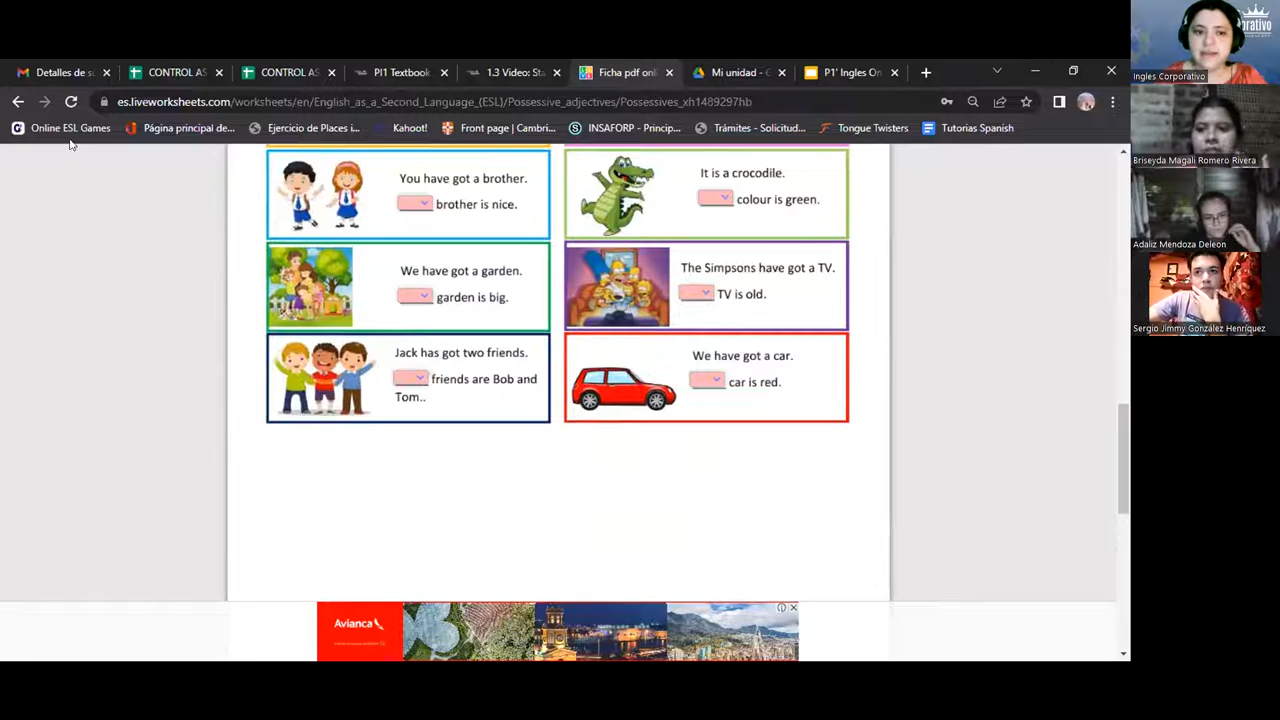 Detalles de s
CONTROL AS
CONTROL AS
PI1 Textbook
1.3 Video: Sta
Ficha pdf onl
Mi unidad - G
P1' Ingles On
es.liveworksheets.com/worksheets/en/English_as_a_Second_Language_(ESL)/Possessive_adjectives/Possessives_xh1489297hb
Online ESL Games
Página principal de...
Ejercicio de Places i...
Kahoot!
Front page | Cambri...
INSAFORP - Princip...
Trámites - Solicitud...
Tongue Twisters
Tutorias Spanish
You have got a brother.
brother is nice.
It is a crocodile.
colour is green.
We have got a garden.
garden is big.
The Simpsons have got a TV.
TV is old.
Jack has got two friends.
friends are Bob and
Tom..
We have got a car.
car is red.
Avianca
orativo
Ingles Corporativo
Briseyda Magali Romero Rivera
Adaliz Mendoza Deleon
Sergio Jimmy González Henríquez